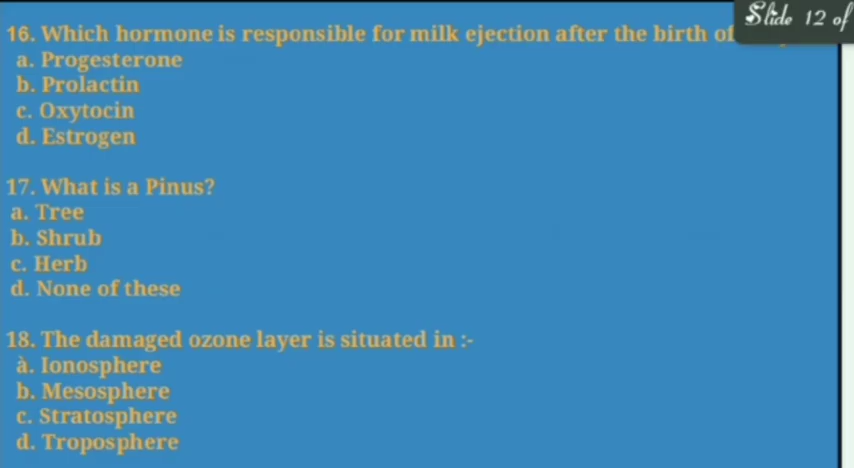 Slide 12 of
16. Which hormone is responsible for milk ejection after the birth of
a. Progesterone
b. Prolactin
c. Oxytocin
d. Estrogen
17. What is a Pinus?
a. Tree
b. Shrub
c. Herb
d. None of these
18. The damaged ozone layer is situated in :-
à. Ionosphere
b. Mesosphere
c. Stratosphere
d. Troposphere